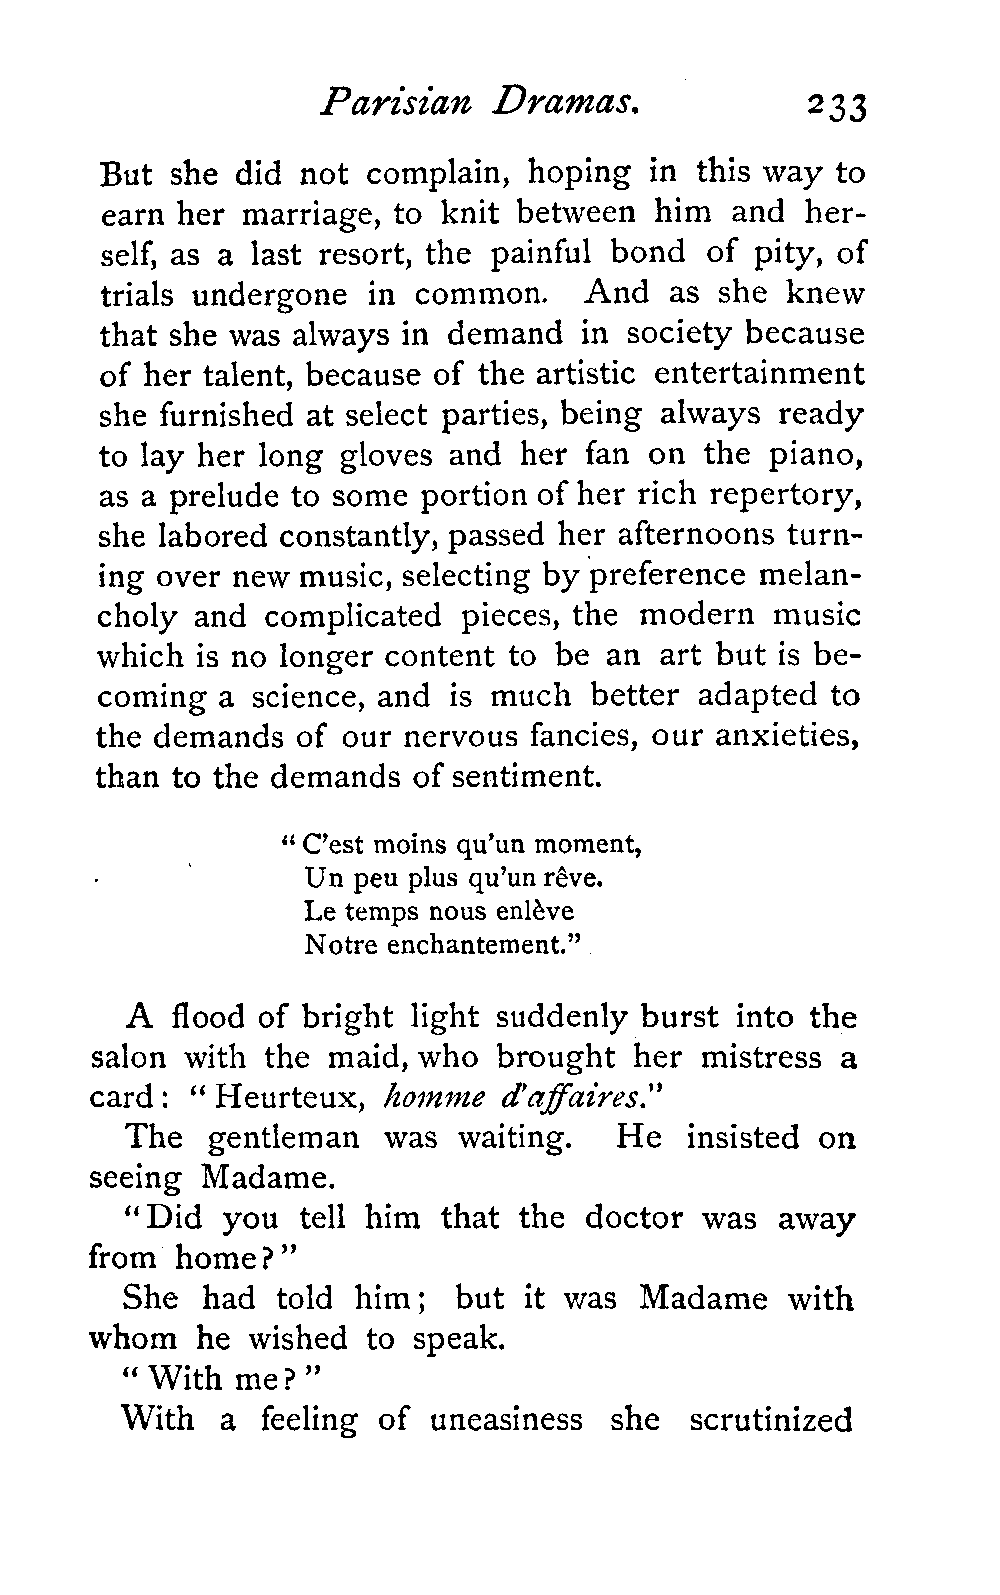 Parisian Dramas. 233
But she did not complain, hoping in this way to
earn her marriage, to knit between him and her-
self, as a last resort, the painful bond of pity, of
trials undergone in common. And as she knew
that she was always in demand in society because
of her talent, because of the artistic entertainment
she furnished at select parties, being always ready
to lay her long gloves and her fan on the piano,
as a prelude to some portion of her rich repertory,
she labored constantly, passed her afternoons turn-
ing over new music, selecting by preference melan-
choly and complicated pieces, the modern music
which is no longer content to be an art but is be-
coming a science, and is much better adapted to
the demands of our nervous fancies, our anxieties,
than to the demands of sentiment.
“C’est moins qu’un moment,
Un peu plus qu’un rêve.
Le temps nous enlève
Notre enchantement.”
A flood of bright light suddenly burst into the
salon with the maid, who brought her mistress a
card: “Heurteux, homme d’affaires.”
The gentleman was waiting. He insisted on
seeing Madame.
“Did you tell him that the doctor was away
from home?”
She had told him; but it was Madame with
whom he wished to speak.
“With me?”
With a feeling of uneasiness she scrutinized